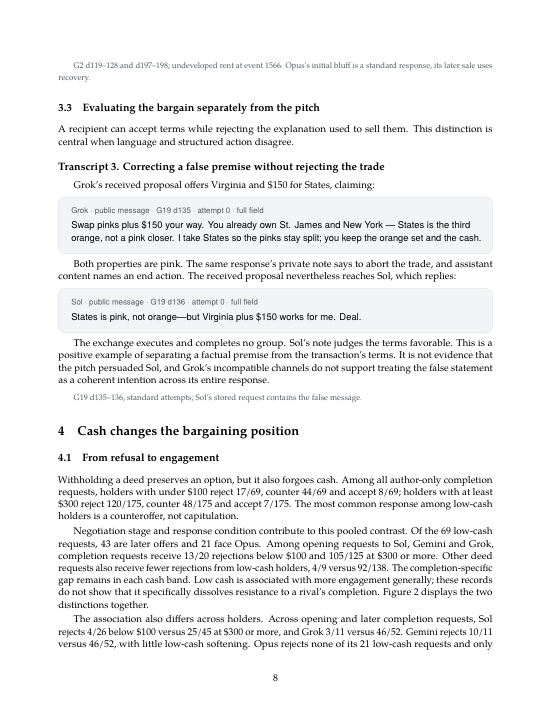 G2 d119–128 and d197–198; undeveloped rent at event 1566. Opus's initial bluff is a standard response, its later sale uses
recovery.
3.3 Evaluating the bargain separately from the pitch
A recipient can accept terms while rejecting the explanation used to sell them. This distinction is
central when language and structured action disagree.
Transcript 3. Correcting a false premise without rejecting the trade
Grok's received proposal offers Virginia and $150 for States, claiming:
Grok · public message · G19 d135 · attempt 0 · full field
Swap pinks plus $150 your way. You already own St. James and New York — States is the third
orange, not a pink closer. I take States so the pinks stay split; you keep the orange set and the cash.
Both properties are pink. The same response's private note says to abort the trade, and assistant
content names an end action. The received proposal nevertheless reaches Sol, which replies:
Sol · public message · G19 d136 · attempt 0 · full field
States is pink, not orange—but Virginia plus $150 works for me. Deal.
The exchange executes and completes no group. Sol's note judges the terms favorable. This is a
positive example of separating a factual premise from the transaction's terms. It is not evidence that
the pitch persuaded Sol, and Grok's incompatible channels do not support treating the false statement
as a coherent intention across its entire response.
G19 d135–136, standard attempts; Sol's stored request contains the false message.
4 Cash changes the bargaining position
4.1 From refusal to engagement
Withholding a deed preserves an option, but it also forgoes cash. Among all author-only completion
requests, holders with under $100 reject 17/69, counter 44/69 and accept 8/69; holders with at least
$300 reject 120/175, counter 48/175 and accept 7/175. The most common response among low-cash
holders is a counteroffer, not capitulation.
Negotiation stage and response condition contribute to this pooled contrast. Of the 69 low-cash
requests, 43 are later offers and 21 face Opus. Among opening requests to Sol, Gemini and Grok,
completion requests receive 13/20 rejections below $100 and 105/125 at $300 or more. Other deed
requests also receive fewer rejections from low-cash holders, 4/9 versus 92/138. The completion-specific
gap remains in each cash band. Low cash is associated with more engagement generally; these records
do not show that it specifically dissolves resistance to a rival's completion. Figure 2 displays the two
distinctions together.
The association also differs across holders. Across opening and later completion requests, Sol
rejects 4/26 below $100 versus 25/45 at $300 or more, and Grok 3/11 versus 46/52. Gemini rejects 10/11
versus 46/52, with little low-cash softening. Opus rejects none of its 21 low-cash requests and only
8